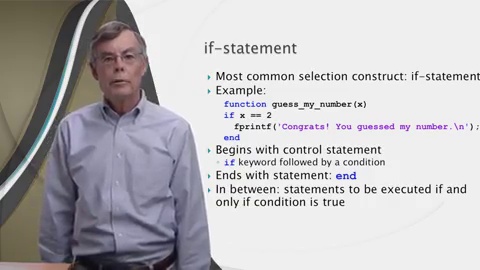 if-statement
Most common selection construct: if-statement
Example:
function guess_my_number(x)
if x == 2
fprintf('Congrats! You guessed my number.\n');
end
Begins with control statement
if keyword followed by a condition
Ends with statement: end
In between: statements to be executed if and
only if condition is true